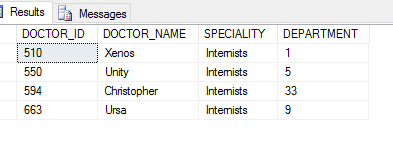 Results Messages
DOCTOR_ID DOCTOR_NAME SPECIALITY DEPARTMENT
510 Xenos Internists 1
550 Unity Internists 5
594 Christopher Internists 33
663 Ursa Internists 9